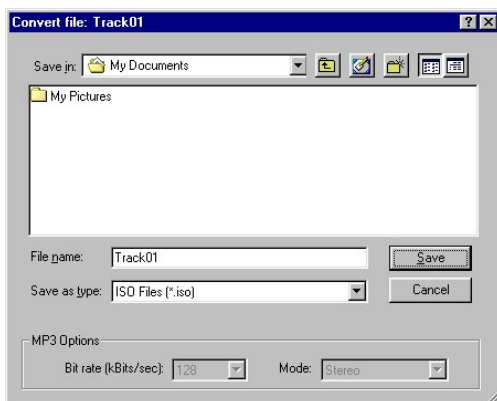 Convert file: Track01
Save in: My Documents
My Pictures
File name: Track01 Save
Save as type: ISO Files (*.iso) Cancel
MP3 Options
Bit rate (kBits/sec): 128 Mode: Stereo